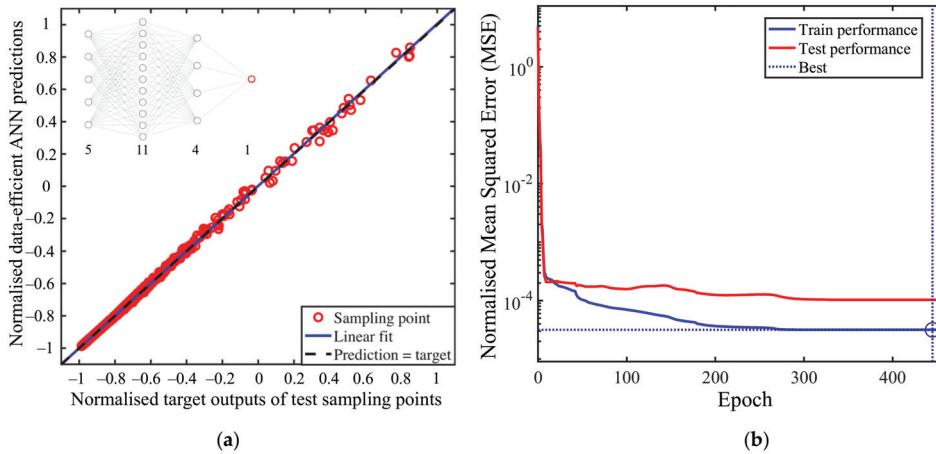 Normalised data-efficient ANN predictions
1
0.8
0.6
0.4
0.2
0
−0.2
−0.4
−0.6
−0.8
−1
5 11 4 1
Sampling point
Linear fit
Prediction = target
−1 −0.8 −0.6 −0.4 −0.2 0 0.2 0.4 0.6 0.8 1
Normalised target outputs of test sampling points
(a)
Normalised Mean Squared Error (MSE)
10^0
10^-2
10^-4
Train performance
Test performance
Best
0 100 200 300 400
Epoch
(b)